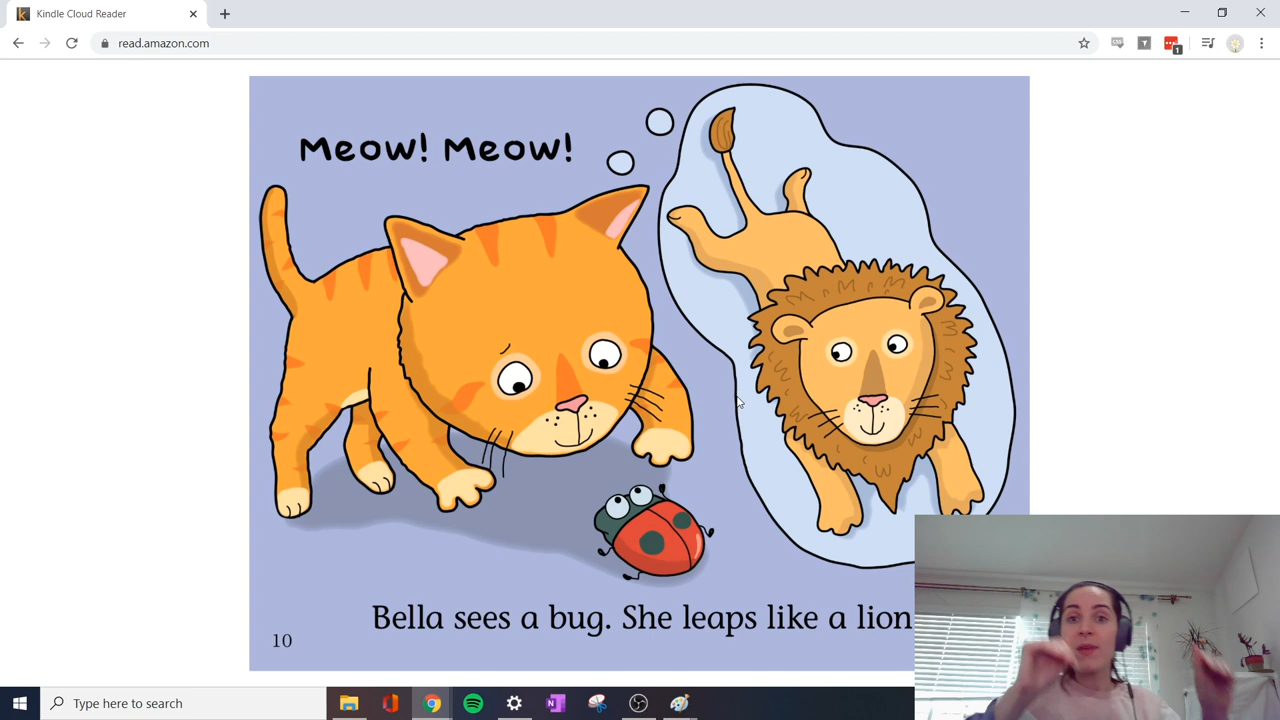 Kindle Cloud Reader
read.amazon.com
1
Meow! Meow!
Bella sees a bug. She leaps like a lion
10
Type here to search